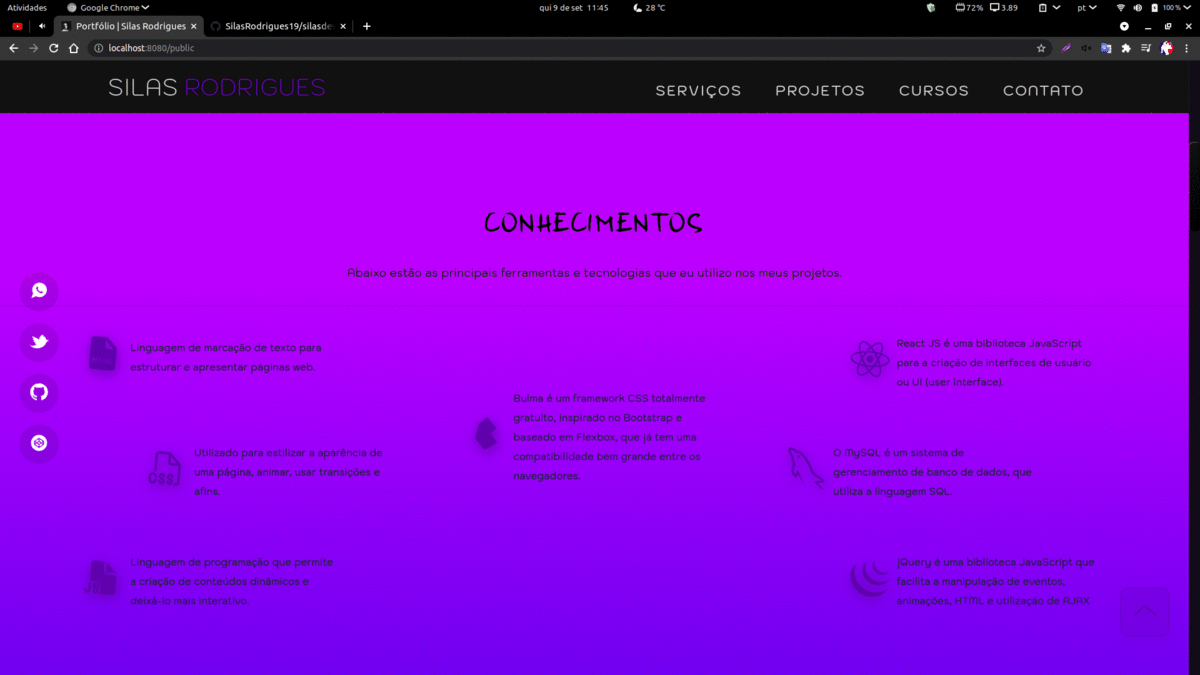 Atividades
Google Chrome
qui 9 de set 11:45
28 °C
72%
3.89
pt
100%
Portfólio | Silas Rodrigues
SilasRodrigues19/silasde
localhost:8080/public
SILAS RODRIGUES
SERVIÇOS
PROJETOS
CURSOS
CONTATO
CONHECIMENTOS
Abaixo estão as principais ferramentas e tecnologias que eu utilizo nos meus projetos.
Linguagem de marcação de texto para
estruturar e apresentar páginas web.
CSS
Utilizado para estilizar a aparência de
uma página, animar, usar transições e
afins.
JS
Linguagem de programação que permite
a criação de conteúdos dinâmicos e
deixá-lo mais interativo.
Bulma é um framework CSS totalmente
gratuito, inspirado no Bootstrap e
baseado em Flexbox, que já tem uma
compatibilidade bem grande entre os
navegadores.
React JS é uma biblioteca JavaScript
para a criação de interfaces de usuário
ou UI (user Interface).
O MySQL é um sistema de
gerenciamento de banco de dados, que
utiliza a linguagem SQL.
jQuery é uma biblioteca JavaScript que
facilita a manipulação de eventos,
animações, HTML e utilização de AJAX